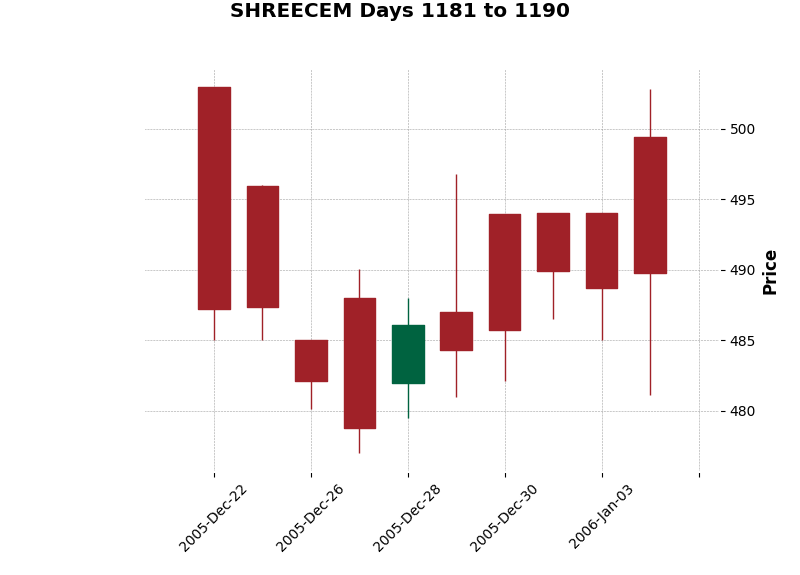 SHREECEM Days 1181 to 1190
500
495
490
485
480
Price
2005-Dec-22
2005-Dec-26
2005-Dec-28
2005-Dec-30
2006-Jan-03